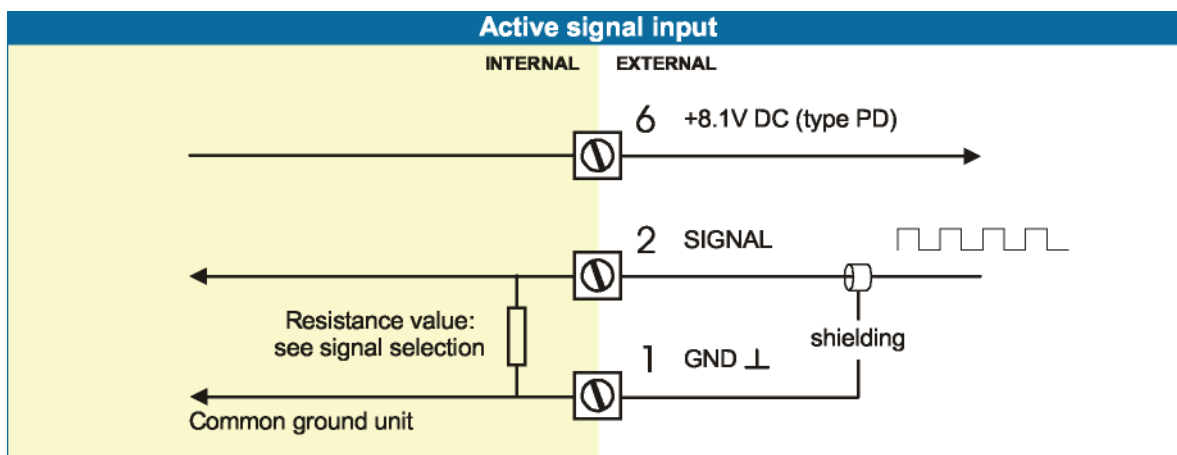 Active signal input
INTERNAL
EXTERNAL
6 +8.1V DC (type PD)
2 SIGNAL
Resistance value:
see signal selection
shielding
1 GND ⊥
Common ground unit